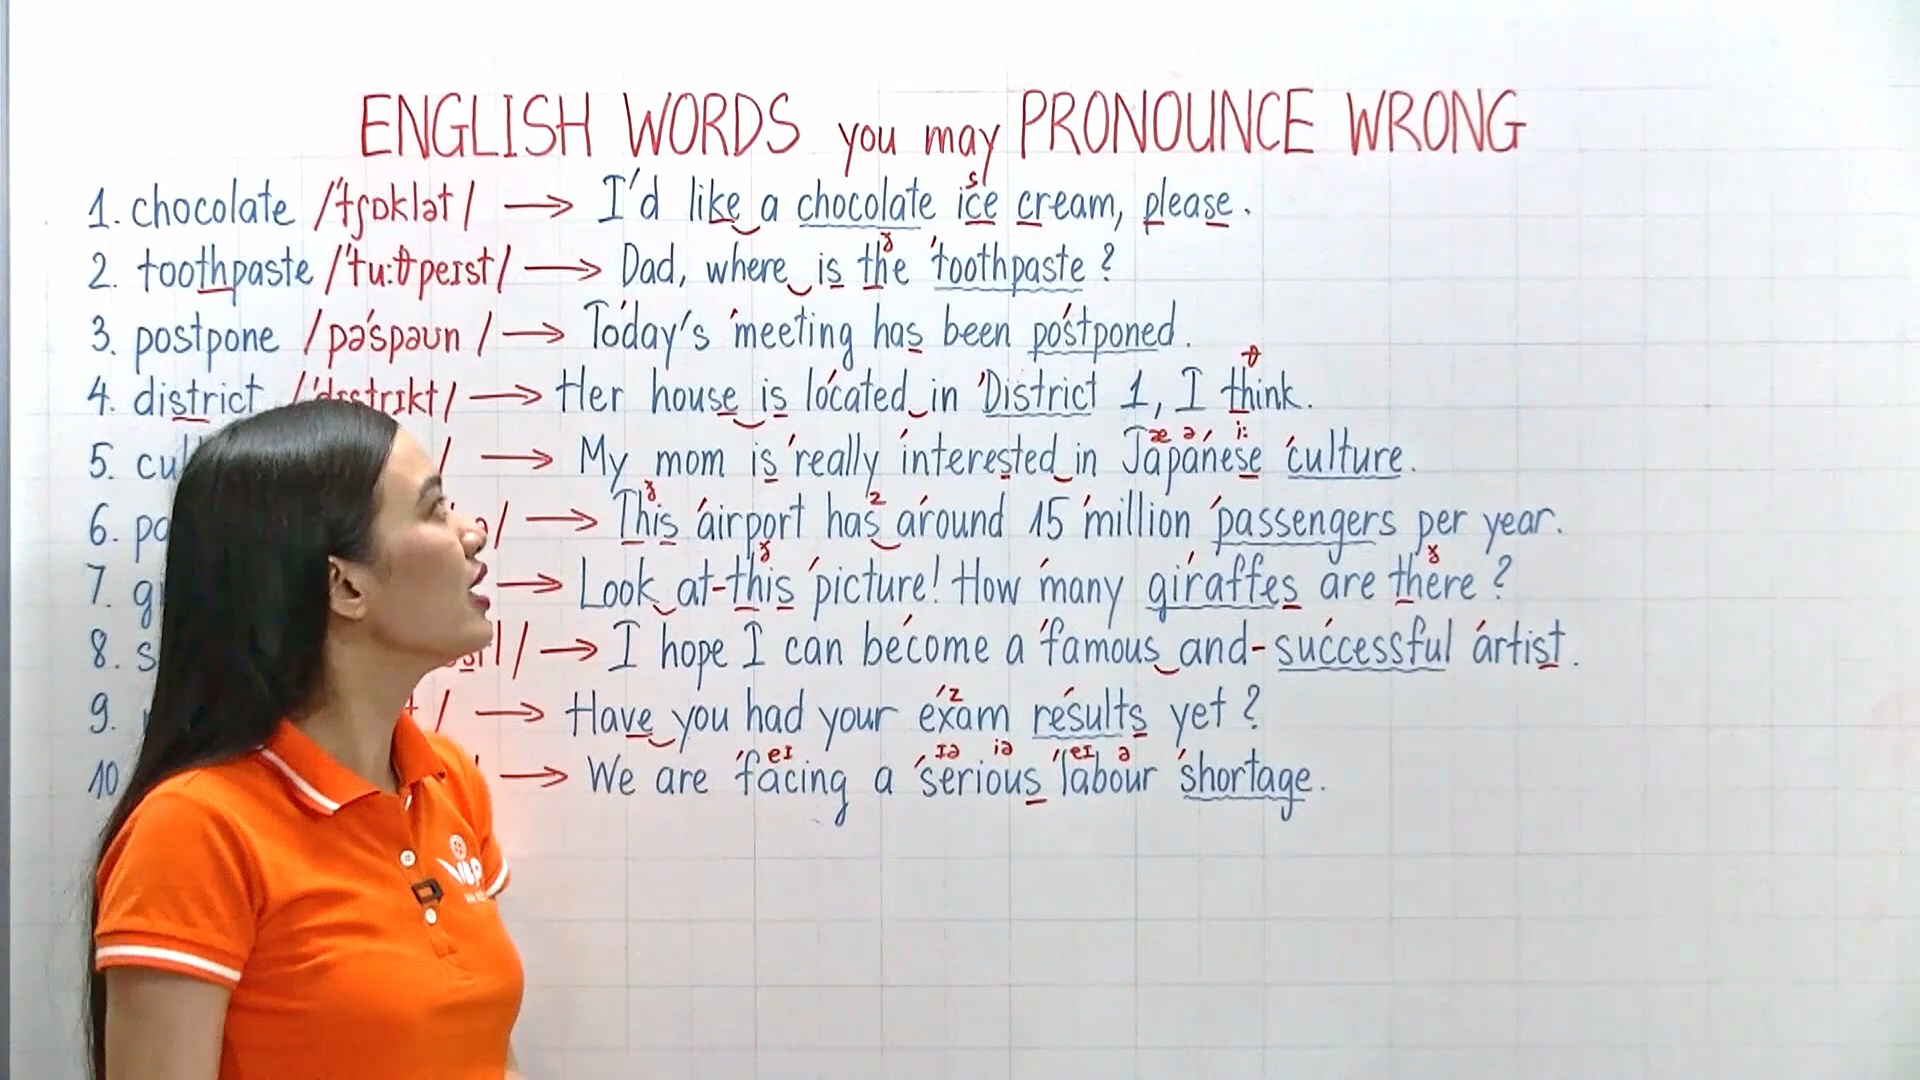 ENGLISH WORDS you may PRONOUNCE WRONG
1. chocolate /ˈtʃɒklət/ → I'd like a chocolate ice cream, please.
2. toothpaste /ˈtu:θpeɪst/ → Dad, where is the toothpaste?
3. postpone /pəˈspəʊn/ → Today's meeting has been postponed.
4. district /ˈdɪstrɪkt/ → Her house is located in District 1, I think.
5. → My mom is really interested in Japanese culture.
6. → This airport has around 15 million passengers per year.
7. → Look at this picture! How many giraffes are there?
8. → I hope I can become a famous and successful artist.
9. → Have you had your exam results yet?
10 → We are facing a serious labour shortage.